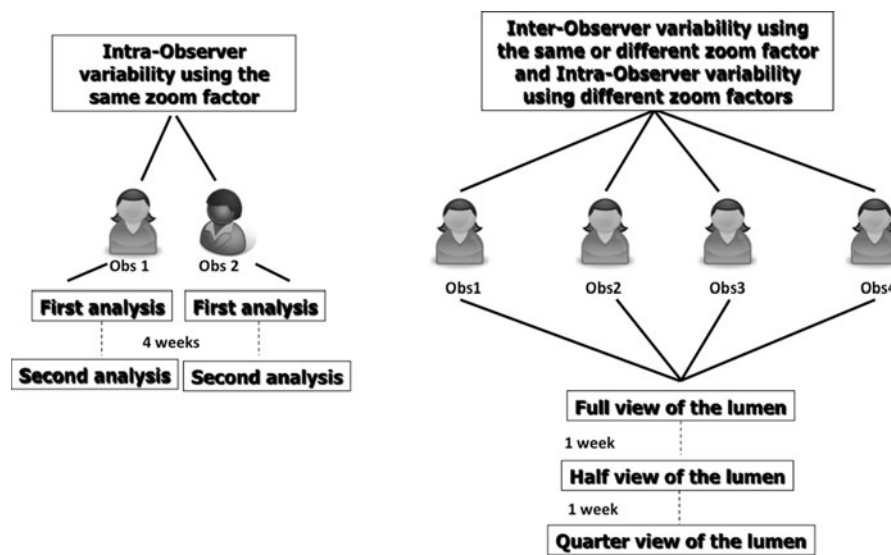 Intra-Observer
variability using the
same zoom factor
Obs 1
Obs 2
First analysis
First analysis
4 weeks
Second analysis
Second analysis
Inter-Observer variability using
the same or different zoom factor
and Intra-Observer variability
using different zoom factors
Obs1
Obs2
Obs3
Obs4
Full view of the lumen
1 week
Half view of the lumen
1 week
Quarter view of the lumen